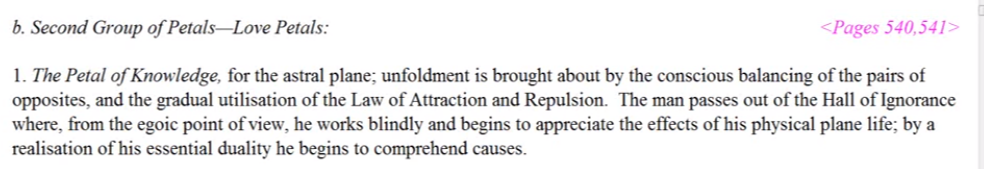 b. Second Group of Petals—Love Petals: <Pages 540,541>
1. The Petal of Knowledge, for the astral plane; unfoldment is brought about by the conscious balancing of the pairs of
opposites, and the gradual utilisation of the Law of Attraction and Repulsion. The man passes out of the Hall of Ignorance
where, from the egoic point of view, he works blindly and begins to appreciate the effects of his physical plane life; by a
realisation of his essential duality he begins to comprehend causes.